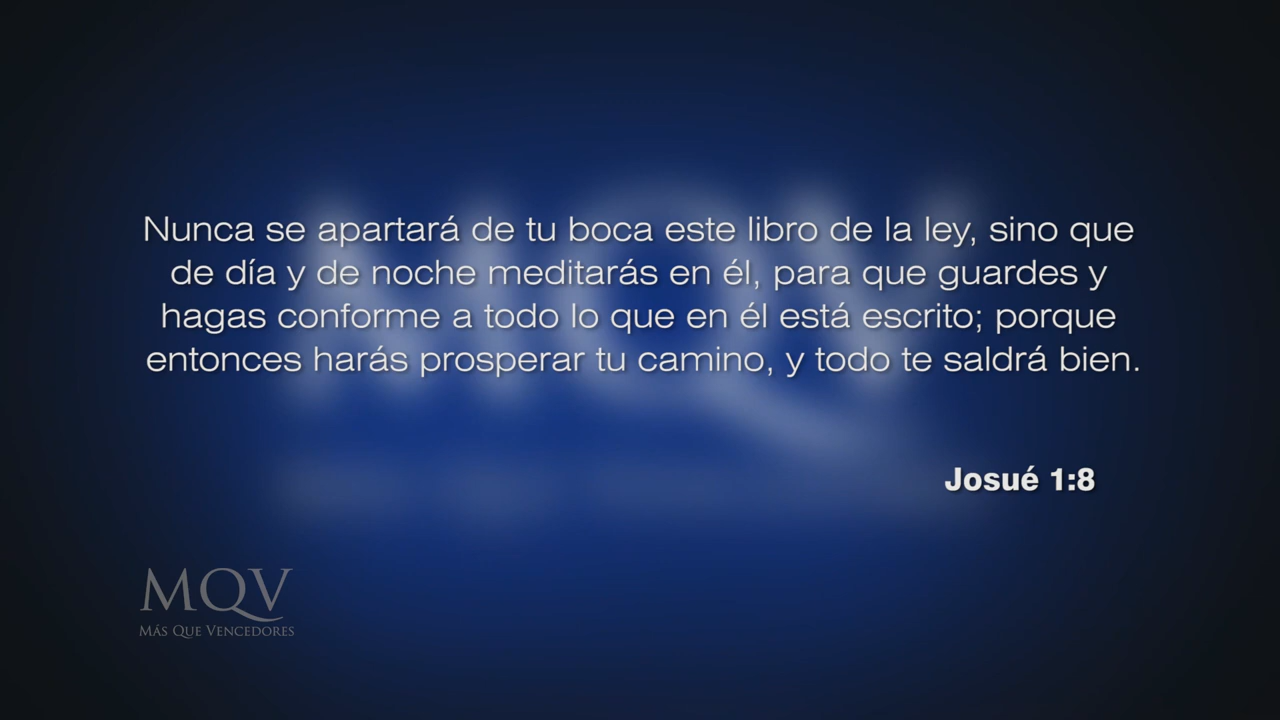 Nunca se apartará de tu boca este libro de la ley, sino que
de día y de noche meditarás en él, para que guardes y
hagas conforme a todo lo que en él está escrito; porque
entonces harás prosperar tu camino, y todo te saldrá bien.
Josué 1:8
MQV
MÁS QUE VENCEDORES